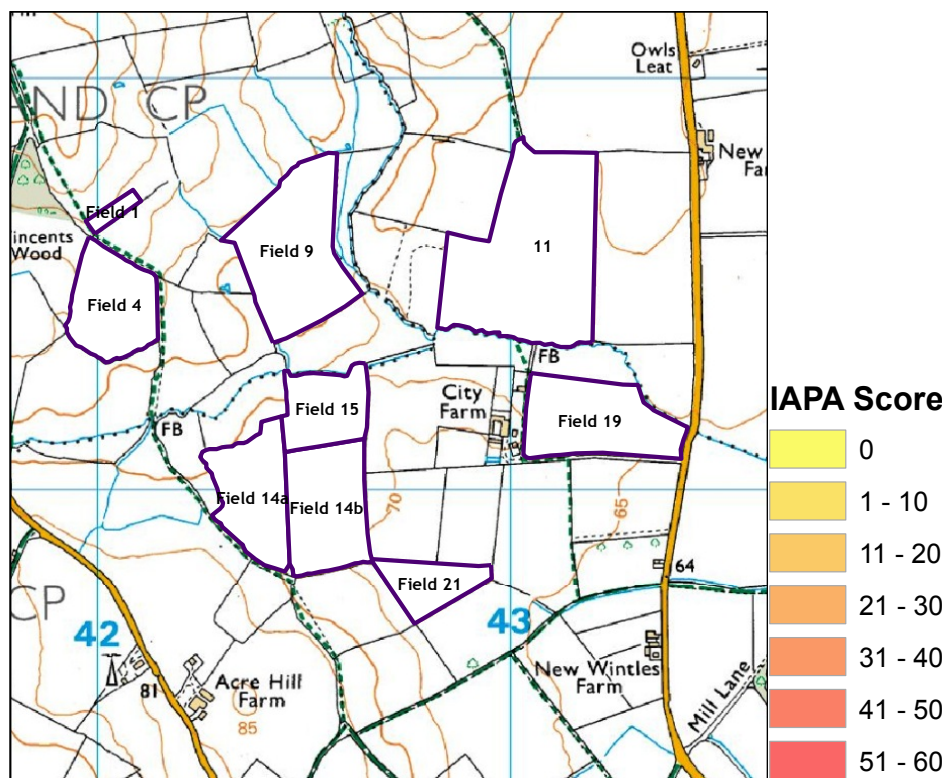 Owls
Leat
ND CP
New
Fa
Field 1
incents
Wood
Field 9
11
Field 4
FB
City
Farm
Field 15
Field 19
FB
Field 14a
Field 14b
70
65
Field 21
64
CP
42
43
81
Acre Hill
Farm
85
New Wintles
Farm
Mill Lane
IAPA Score
0
1 - 10
11 - 20
21 - 30
31 - 40
41 - 50
51 - 60